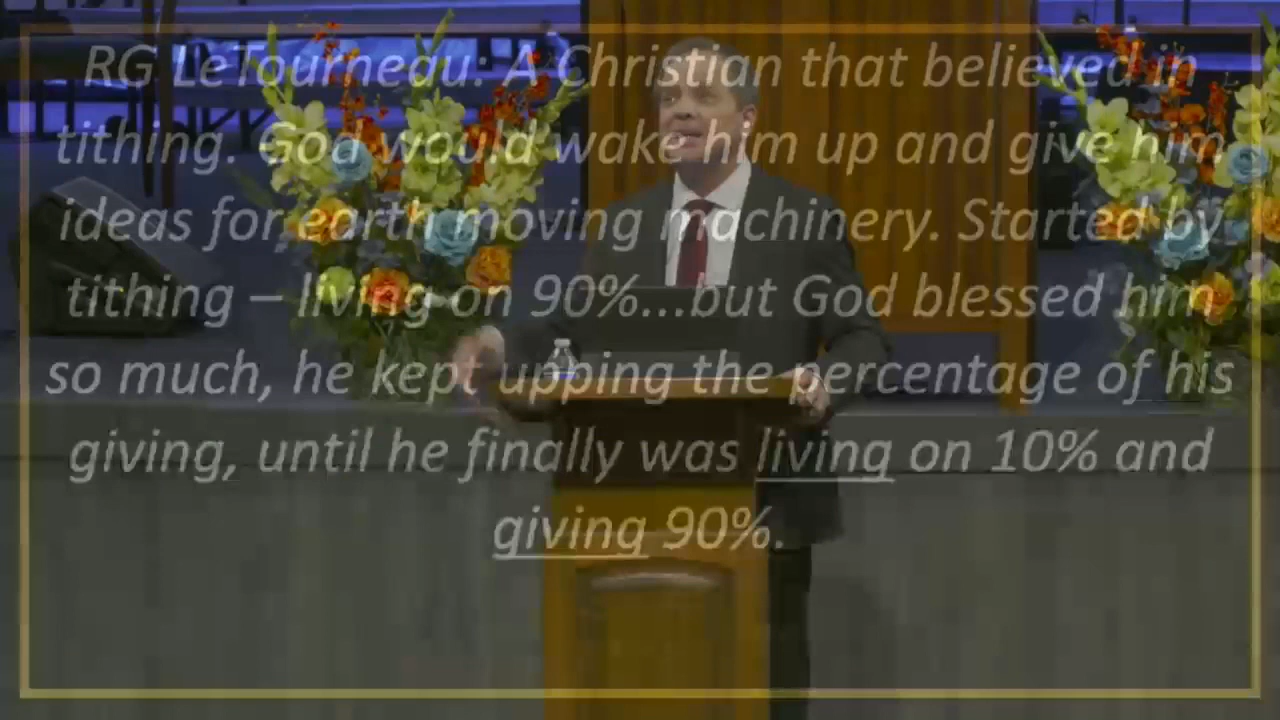 RG LeTourneau: A Christian that believed in
tithing. God would wake him up and give him
ideas for earth moving machinery. Started by
tithing – living on 90%...but God blessed him
so much, he kept upping the percentage of his
giving, until he finally was living on 10% and
giving 90%.